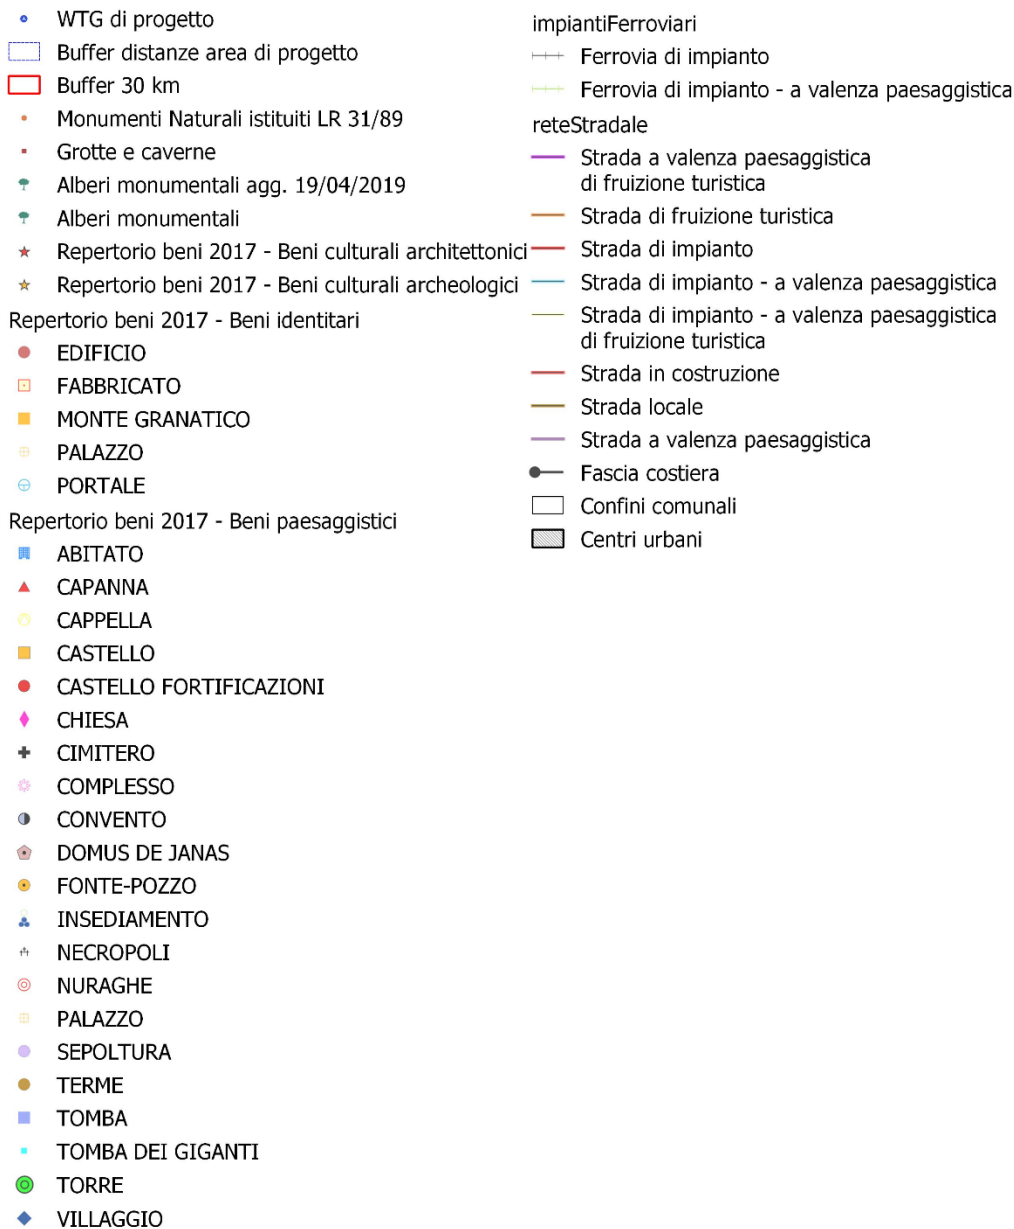 WTG di progetto
Buffer distanze area di progetto
Buffer 30 km
Monumenti Naturali istituiti LR 31/89
Grotte e caverne
Alberi monumentali agg. 19/04/2019
Alberi monumentali
Repertorio beni 2017 - Beni culturali architettonici
Repertorio beni 2017 - Beni culturali archeologici
Repertorio beni 2017 - Beni identitari
EDIFICIO
FABBRICATO
MONTE GRANATICO
PALAZZO
PORTALE
Repertorio beni 2017 - Beni paesaggistici
ABITATO
CAPANNA
CAPPELLA
CASTELLO
CASTELLO FORTIFICAZIONI
CHIESA
CIMITERO
COMPLESSO
CONVENTO
DOMUS DE JANAS
FONTE-POZZO
INSEDIAMENTO
NECROPOLI
NURAGHE
PALAZZO
SEPOLTURA
TERME
TOMBA
TOMBA DEI GIGANTI
TORRE
VILLAGGIO
impiantiFerroviari
Ferrovia di impianto
Ferrovia di impianto - a valenza paesaggistica
reteStradale
Strada a valenza paesaggistica
di fruizione turistica
Strada di fruizione turistica
Strada di impianto
Strada di impianto - a valenza paesaggistica
Strada di impianto - a valenza paesaggistica
di fruizione turistica
Strada in costruzione
Strada locale
Strada a valenza paesaggistica
Fascia costiera
Confini comunali
Centri urbani